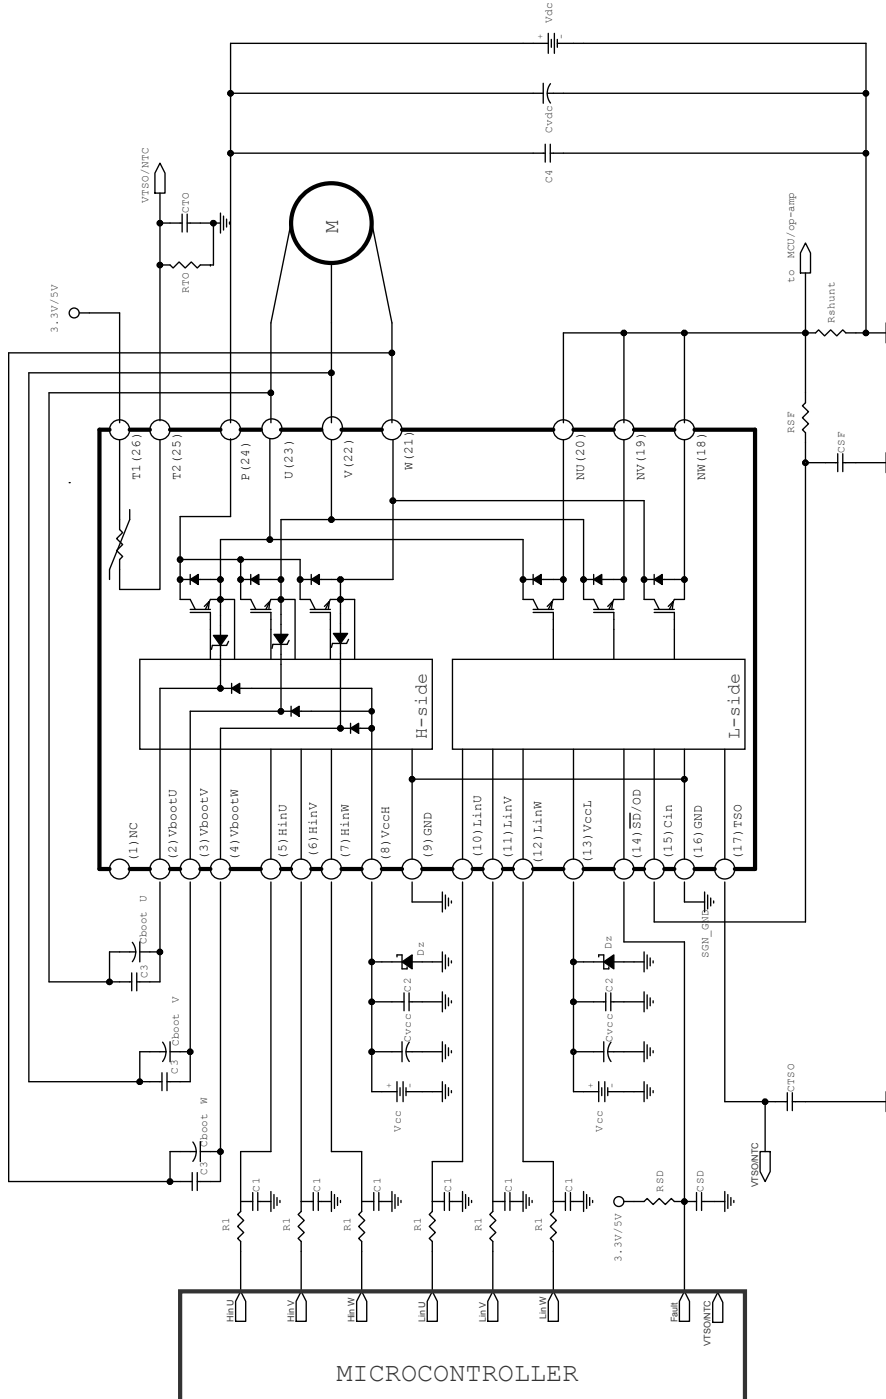 Vdc
+ -
Cvdc
C4
VTSO/NTC
CTO
RTO
M
3.3V/5V
to MCU/op-amp
Rshunt
RSF
CSF
T1(26)
T2(25)
P(24)
U(23)
V(22)
W(21)
NU(20)
NV(19)
NW(18)
H-side
L-side
(1)NC
(2)VbootU
(3)VbootV
(4)VbootW
(5)HinU
(6)HinV
(7)HinW
(8)VccH
(9)GND
(10)LinU
(11)LinV
(12)LinW
(13)VccL
(14)SD/OD
(15)Cin
(16)GND
(17)TSO
SGN_GND
Cboot U
C3
Cboot V
C3
Cboot W
C3
Dz
C2
Cvcc
+ -
Vcc
Dz
C2
Cvcc
+ -
Vcc
CTSO
VTSO/NTC
R1
C1
R1
C1
R1
C1
R1
C1
R1
C1
R1
C1
3.3V/5V
RSD
CSD
Hin U
Hin V
Hin W
Lin U
Lin V
Lin W
Fault
VTSO/NTC
MICROCONTROLLER